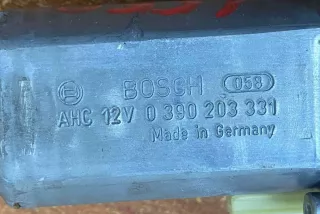 BOSCH 058
AHC 12V 0 390 203 331
Made in Germany